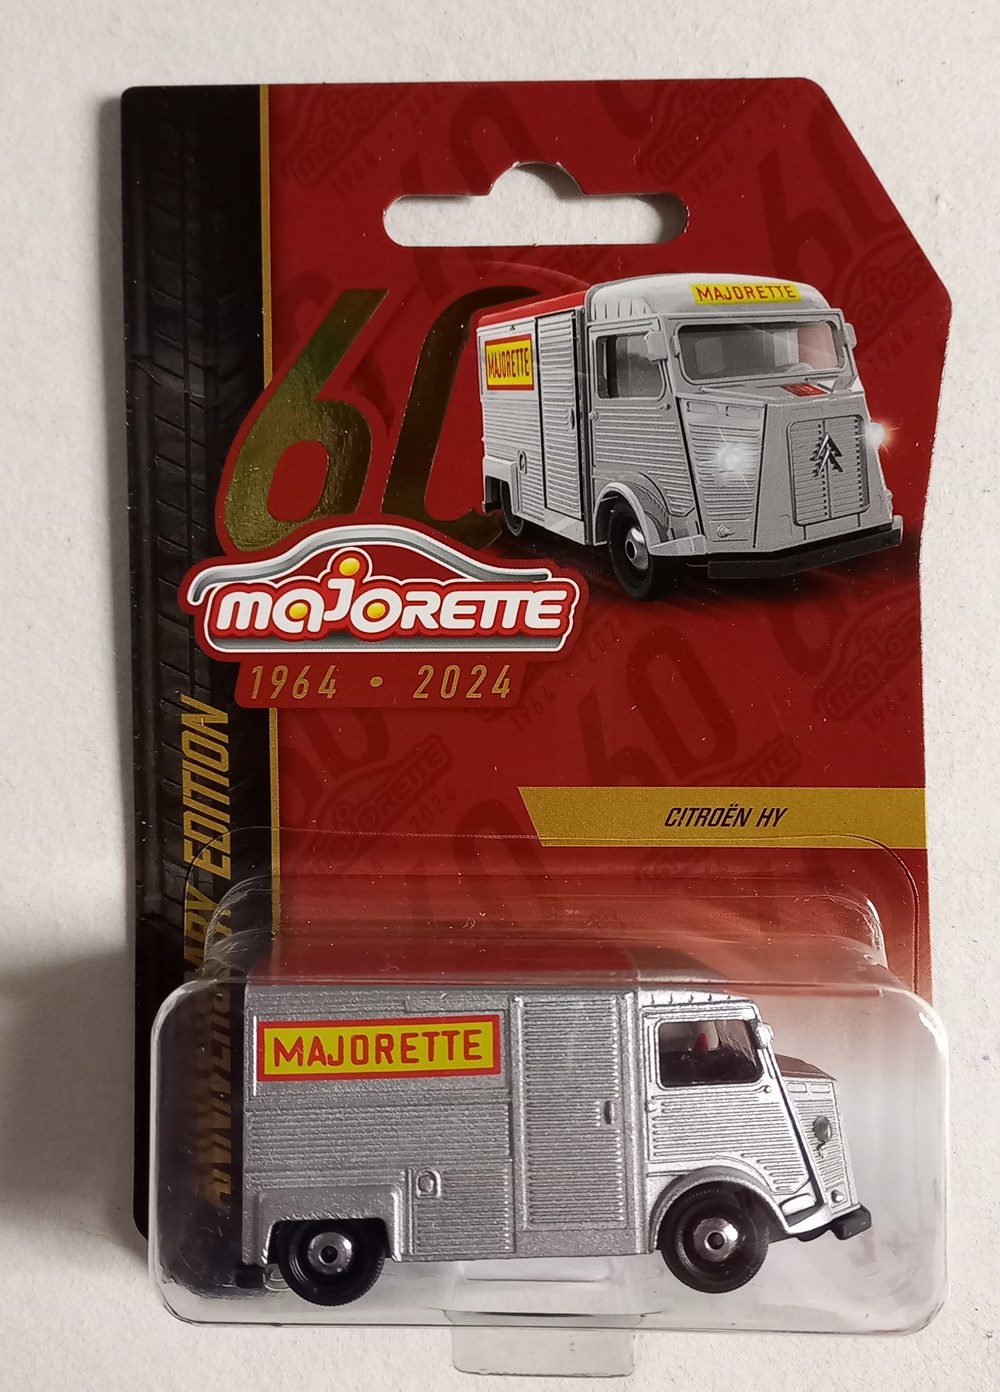 60
MAJORETTE
MAJORETTE
majORETTE
1964 • 2024
ANNIVERSARY EDITION
CITROËN HY
MAJORETTE